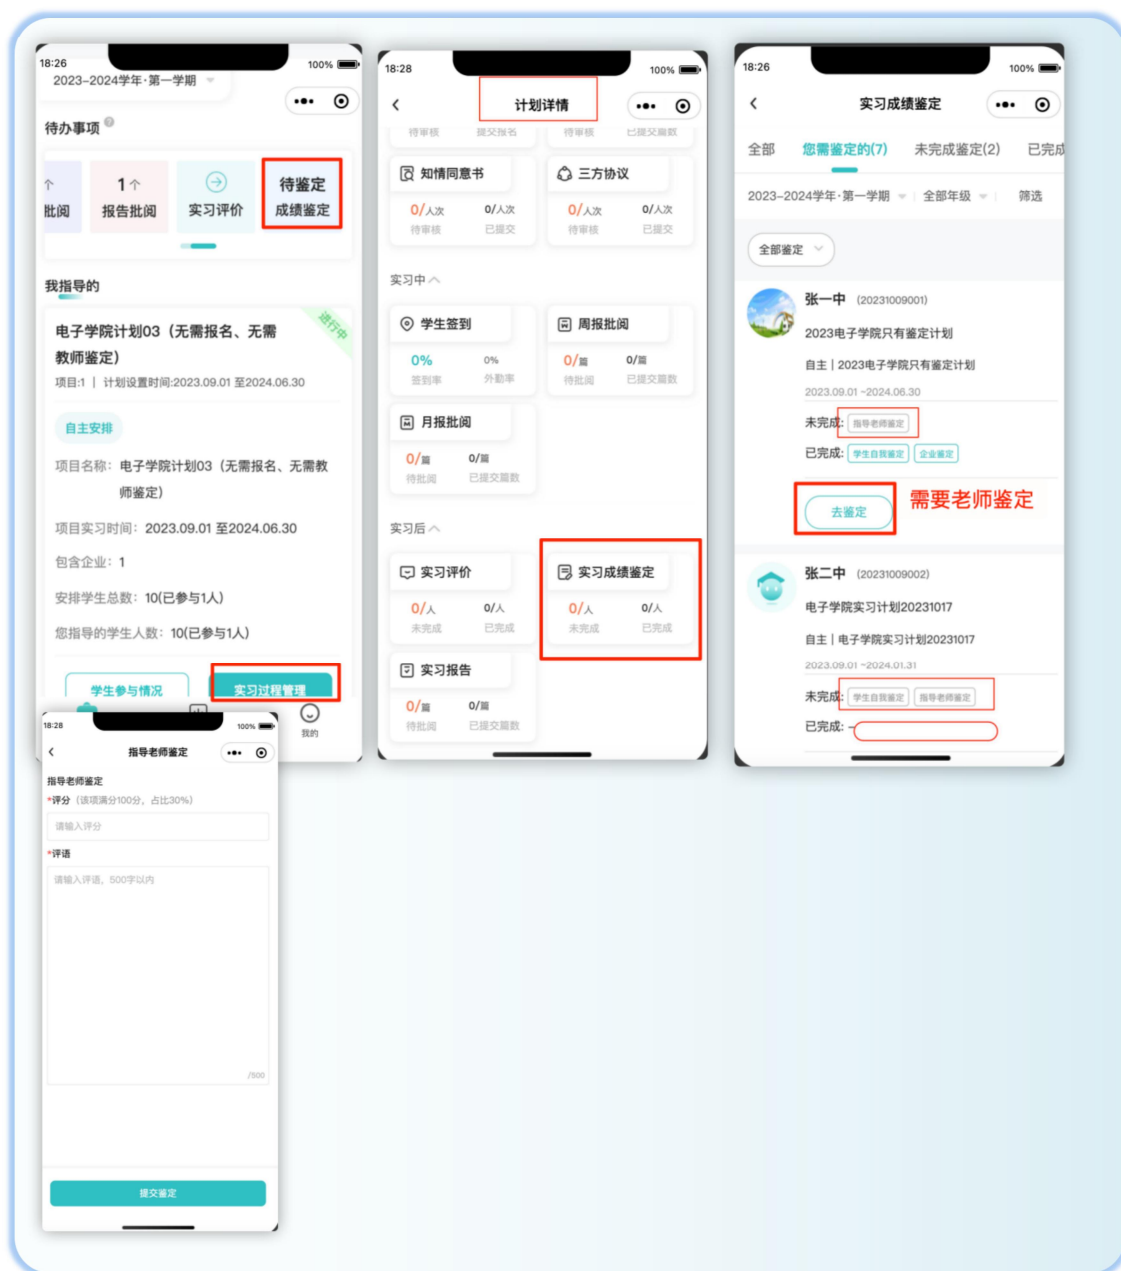 18:26
100%
2023-2024学年·第一学期
待办事项
个
批阅
1个
报告批阅
实习评价
待鉴定
成绩鉴定
我指导的
进行中
电子学院计划03（无需报名、无需
教师鉴定）
项目:1 | 计划设置时间:2023.09.01 至2024.06.30
自主安排
项目名称: 电子学院计划03（无需报名、无需教
师鉴定）
项目实习时间: 2023.09.01 至2024.06.30
包含企业: 1
安排学生总数: 10(已参与1人)
您指导的学生人数: 10(已参与1人)
学生参与情况
实习过程管理
我的
18:28
100%
计划详情
待审核 提交报名 待审核 已提交篇数
知情同意书
0/人次 0/人次
待审核 已提交
三方协议
0/人次 0/人次
待审核 已提交
实习中
学生签到
0% 0%
签到率 外勤率
周报批阅
0/篇 0/篇
待批阅 已提交篇数
月报批阅
0/篇 0/篇
待批阅 已提交篇数
实习后
实习评价
0/人 0/人
未完成 已完成
实习成绩鉴定
0/人 0/人
未完成 已完成
实习报告
0/篇 0/篇
待批阅 已提交篇数
18:26
100%
实习成绩鉴定
全部 您需鉴定的(7) 未完成鉴定(2) 已完成
2023-2024学年·第一学期 全部年级 筛选
全部鉴定
张一中 (20231009001)
2023电子学院只有鉴定计划
自主 | 2023电子学院只有鉴定计划
2023.09.01 ~2024.06.30
未完成: 指导老师鉴定
已完成: 学生自我鉴定 企业鉴定
去鉴定
需要老师鉴定
张二中 (20231009002)
电子学院实习计划20231017
自主 | 电子学院实习计划20231017
2023.09.01 ~2024.01.31
未完成: 学生自我鉴定 指导老师鉴定
已完成: -
18:28
100%
指导老师鉴定
指导老师鉴定
*评分（该项满分100分，占比30%）
请输入评分
*评语
请输入评语，500字以内
/500
提交鉴定